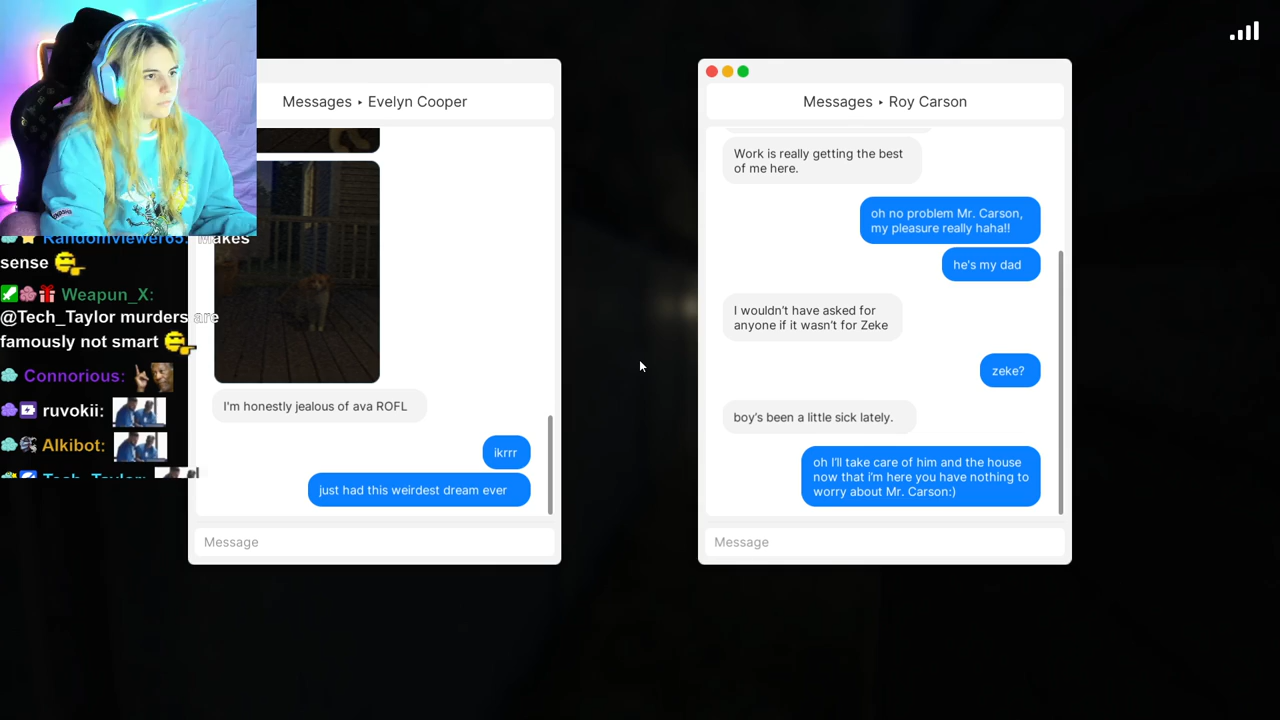 Messages ‣ Evelyn Cooper
I'm honestly jealous of ava ROFL
ikrrr
just had this weirdest dream ever
Message
Messages ‣ Roy Carson
Work is really getting the best
of me here.
oh no problem Mr. Carson,
my pleasure really haha!!
he's my dad
I wouldn't have asked for
anyone if it wasn't for Zeke
zeke?
boy's been a little sick lately.
oh I'll take care of him and the house
now that i'm here you have nothing to
worry about Mr. Carson:)
Message
Randomviewer65: Makes
sense
Weapun_X:
@Tech_Taylor murders are
famously not smart
Connorious:
ruvokii:
Alkibot:
Tech_Taylor: